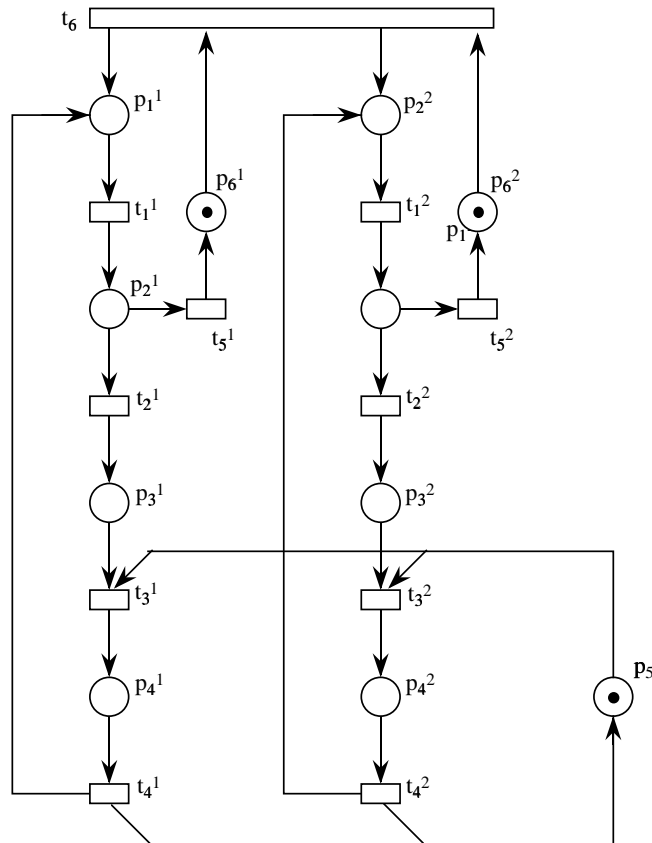 t₆
p₁¹ p₂²
p₆¹ p₆²
t₁¹ t₁²
p₁
p₂¹
t₅¹ t₅²
t₂¹ t₂²
p₃¹ p₃²
t₃¹ t₃²
p₄¹ p₄² p₅
t₄¹ t₄²